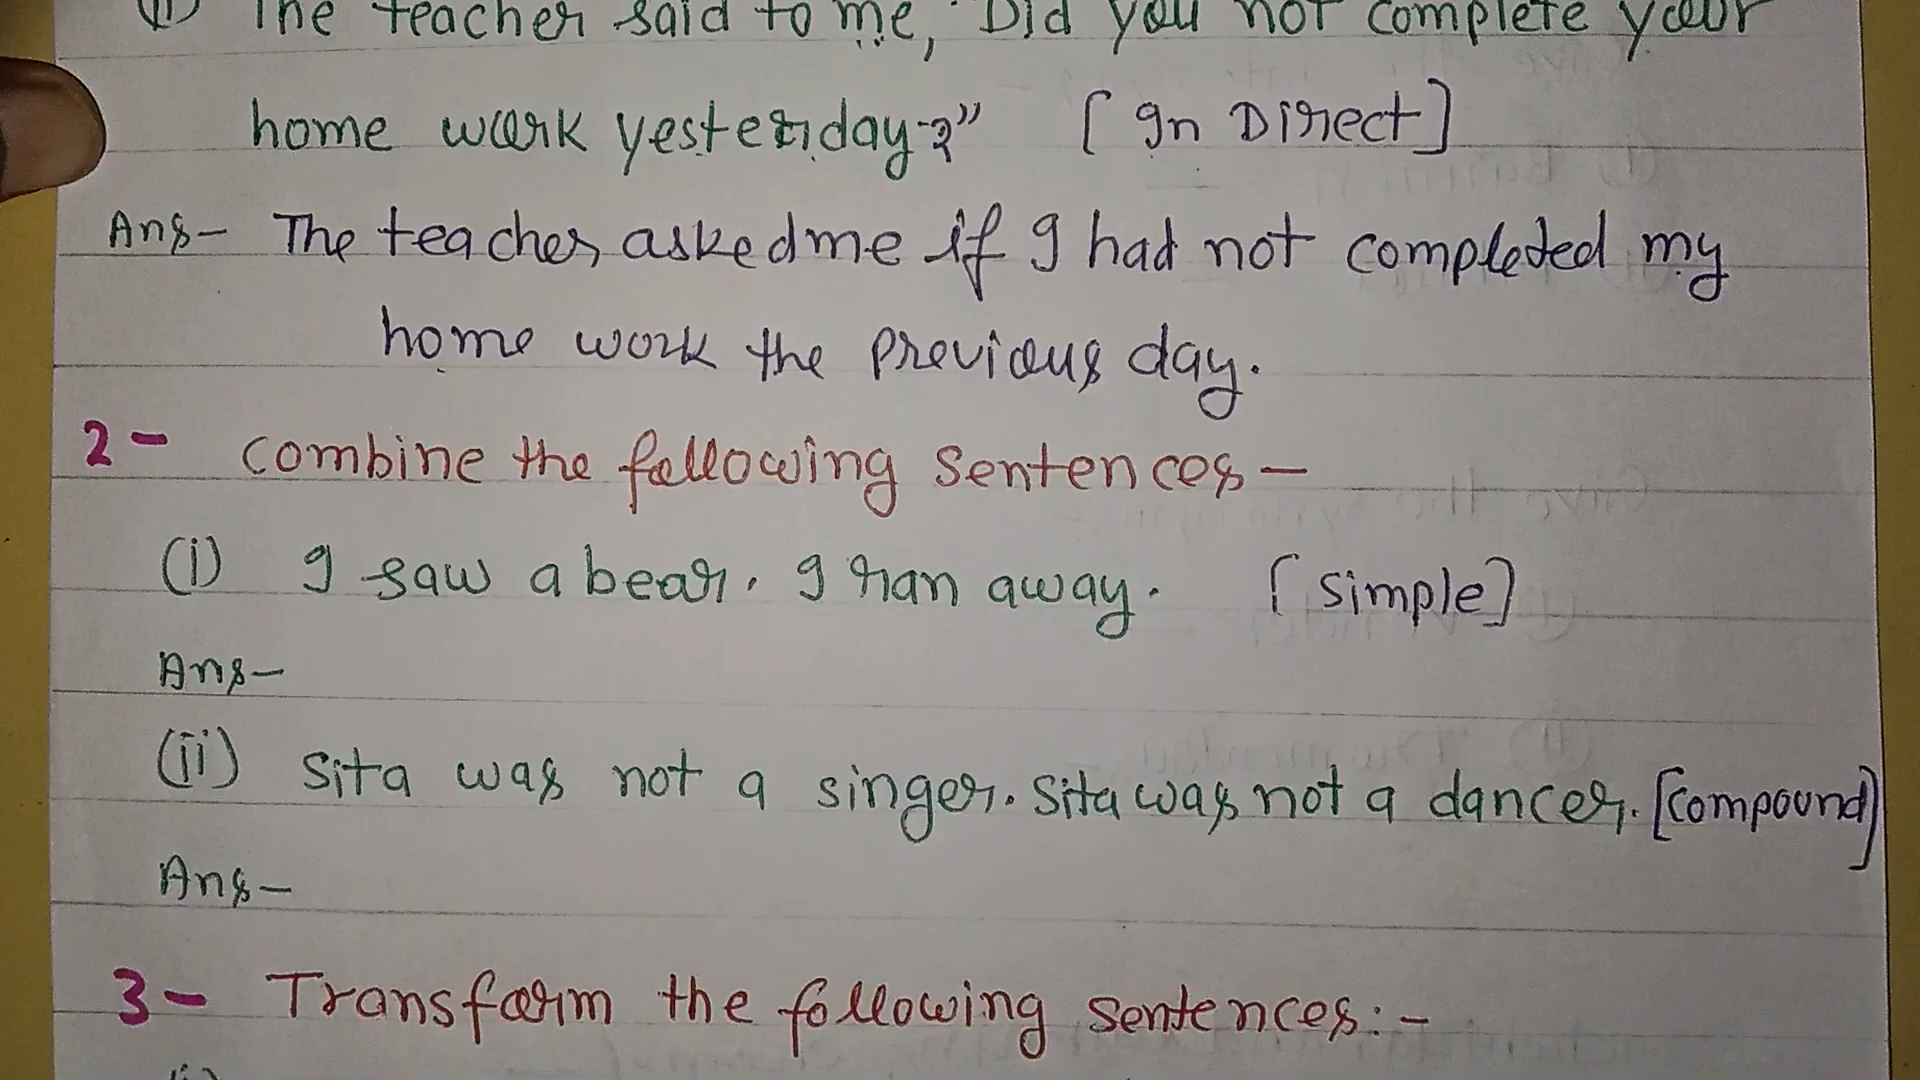 (ii) The teacher said to me, "Did you not complete your
home work yesterday?" [In Direct]
Ans- The teacher asked me if I had not completed my
home work the previous day.
2- Combine the following sentences-
(i) I saw a bear. I ran away. [Simple]
Ans-
(ii) Sita was not a singer. Sita was not a dancer. [Compound]
Ans-
3- Transform the following sentences:-